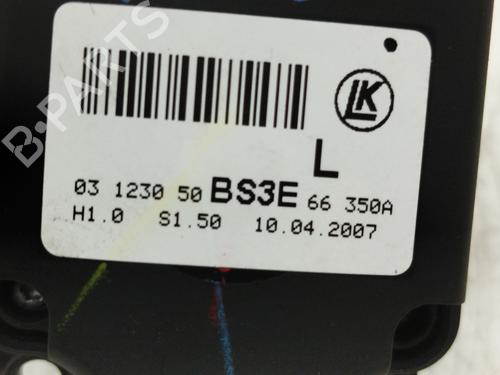 B-PARTS
LK
L
03 1230 50 BS3E 66 350A
H1.0 S1.50 10.04.2007